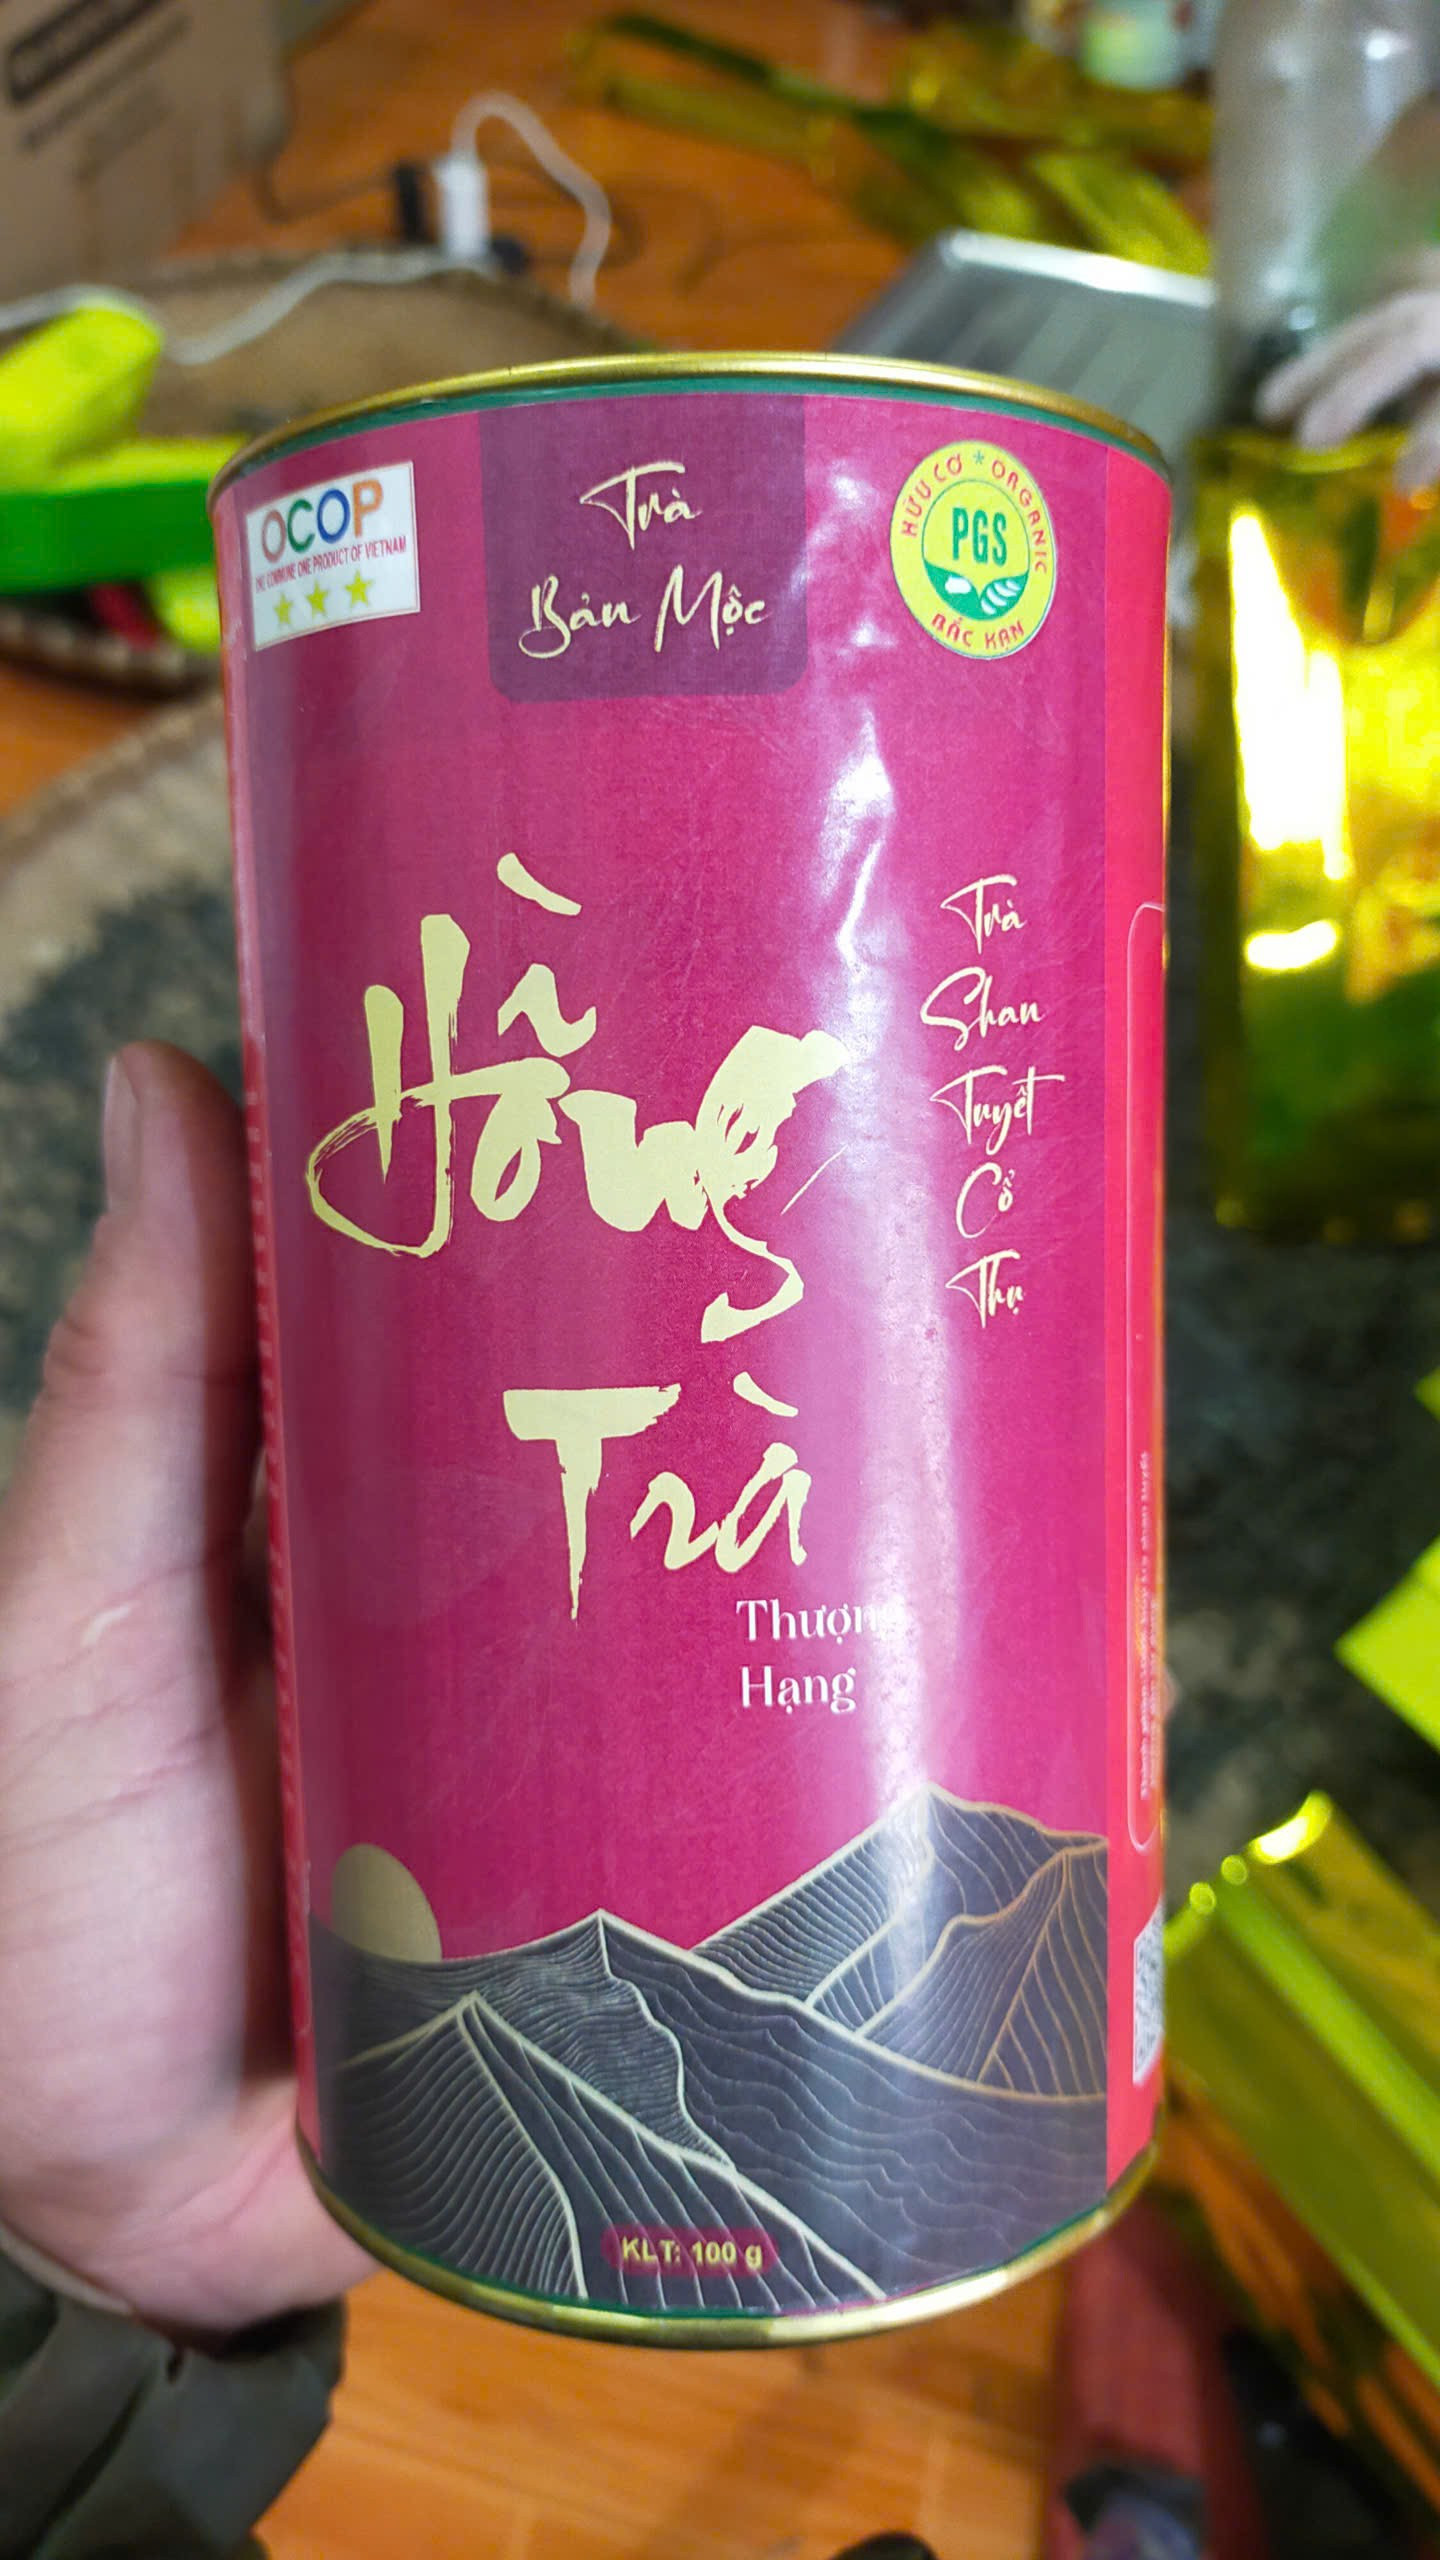 OCOP
ONE COMMUNE ONE PRODUCT OF VIETNAM
Trà
Bản Mộc
HỮU CƠ * ORGANIC
PGS
BẮC KẠN
Hồng
Trà
Thượng
Hạng
Trà
Shan
Tuyết
Cổ
Thụ
KLT: 100 g